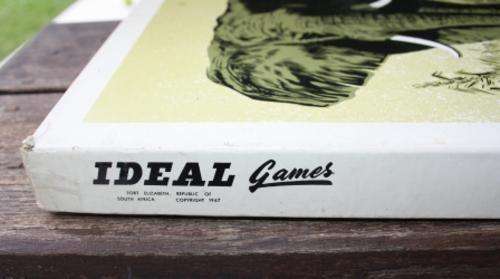 IDEAL Games
PORT ELIZABETH, REPUBLIC OF
SOUTH AFRICA COPYRIGHT 1967